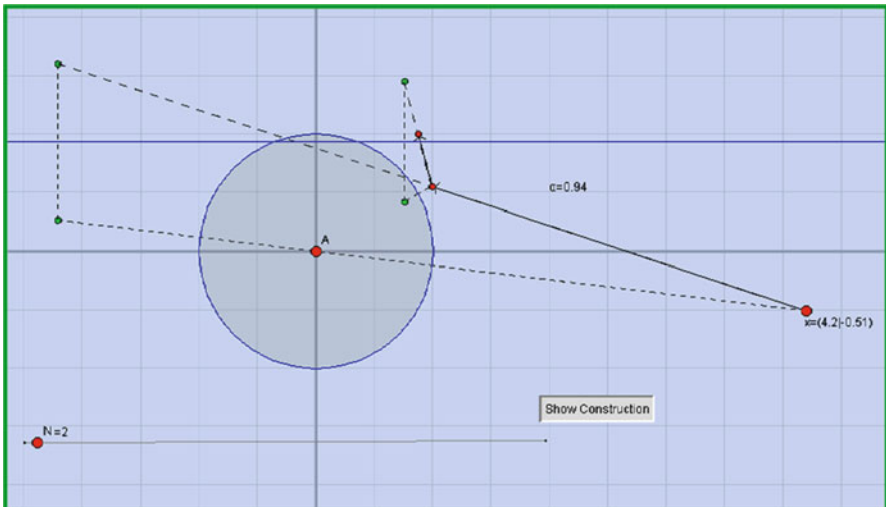 α=0.94
A
x=(4.2|-0.51)
Show Construction
N=2